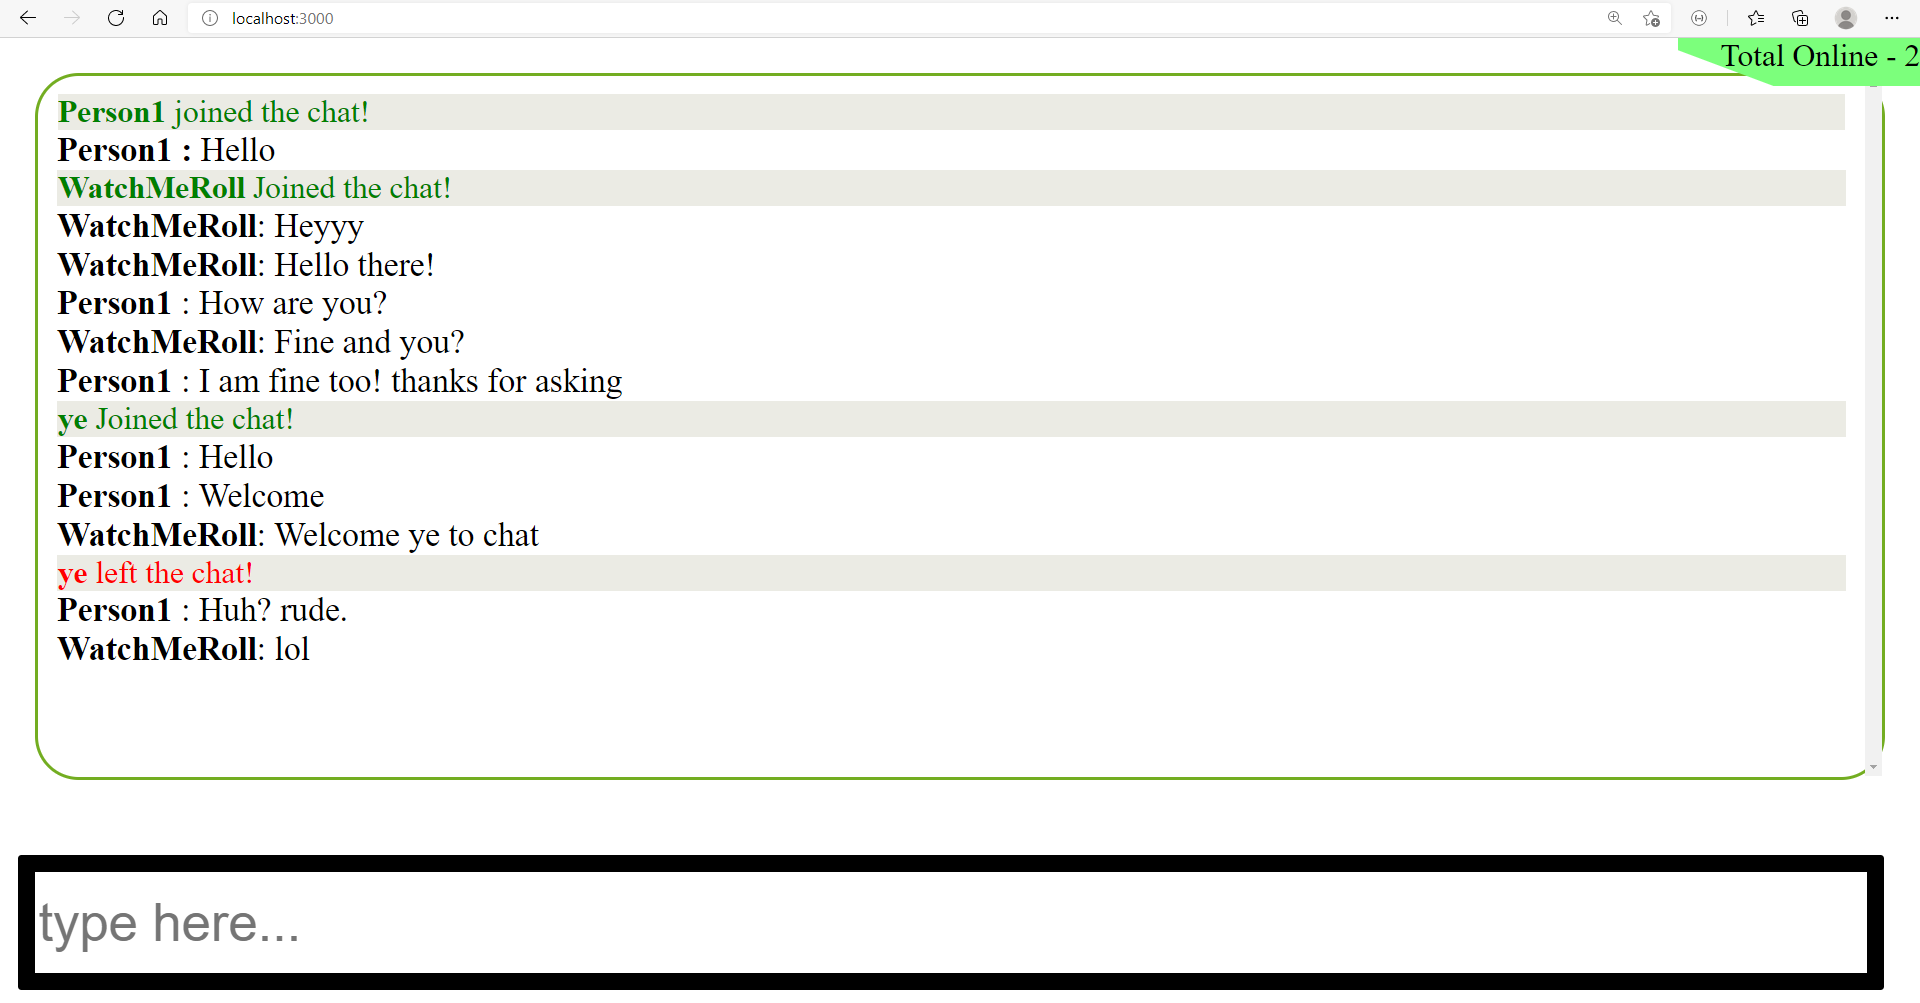 localhost:3000
Total Online - 2
Person1 joined the chat!
Person1 : Hello
WatchMeRoll Joined the chat!
WatchMeRoll: Heyyy
WatchMeRoll: Hello there!
Person1 : How are you?
WatchMeRoll: Fine and you?
Person1 : I am fine too! thanks for asking
ye Joined the chat!
Person1 : Hello
Person1 : Welcome
WatchMeRoll: Welcome ye to chat
ye left the chat!
Person1 : Huh? rude.
WatchMeRoll: lol
type here...